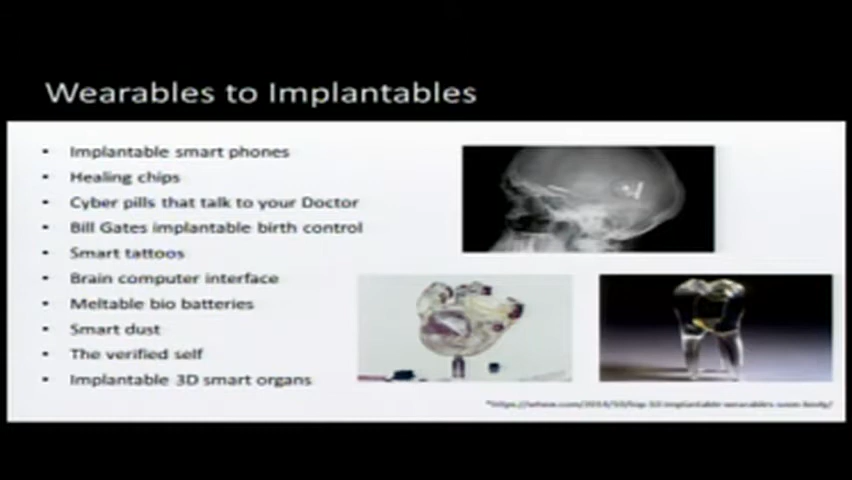 Wearables to Implantables
• Implantable smart phones
• Healing chips
• Cyber pills that talk to your Doctor
• Bill Gates implantable birth control
• Smart tattoos
• Brain computer interface
• Meltable bio batteries
• Smart dust
• The verified self
• Implantable 3D smart organs